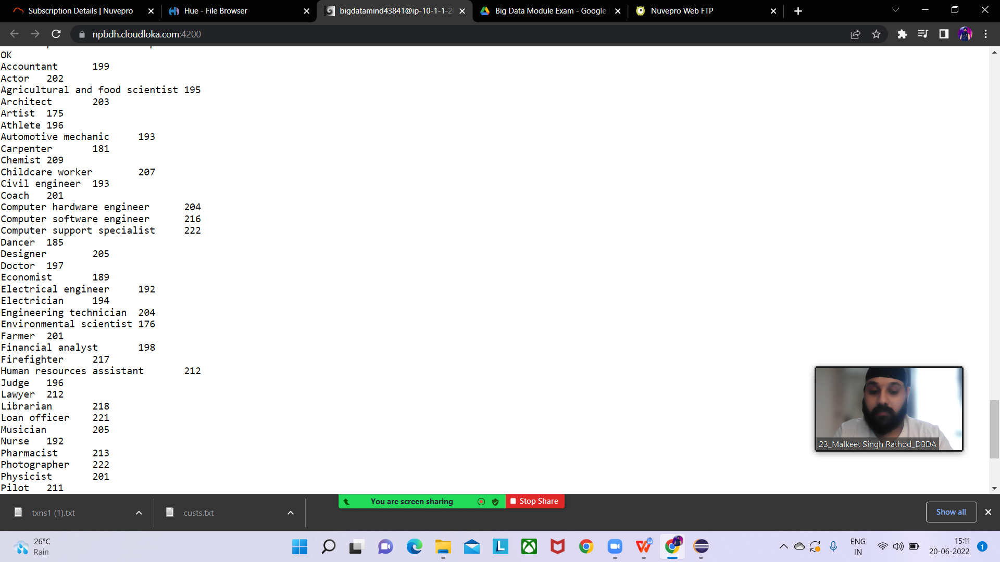 Subscription Details | Nuvepro
Hue - File Browser
bigdatamind43841@ip-10-1-1-20
Big Data Module Exam - Google
Nuvepro Web FTP
npbdh.cloudloka.com:4200
OK
Accountant 199
Actor 202
Agricultural and food scientist 195
Architect 203
Artist 175
Athlete 196
Automotive mechanic 193
Carpenter 181
Chemist 209
Childcare worker 207
Civil engineer 193
Coach 201
Computer hardware engineer 204
Computer software engineer 216
Computer support specialist 222
Dancer 185
Designer 205
Doctor 197
Economist 189
Electrical engineer 192
Electrician 194
Engineering technician 204
Environmental scientist 176
Farmer 201
Financial analyst 198
Firefighter 217
Human resources assistant 212
Judge 196
Lawyer 212
Librarian 218
Loan officer 221
Musician 205
Nurse 192
Pharmacist 213
Photographer 222
Physicist 201
Pilot 211
23_Malkeet Singh Rathod_DBDA
You are screen sharing
Stop Share
txns1 (1).txt
custs.txt
Show all
26°C
Rain
ENG
IN
15:11
20-06-2022
1